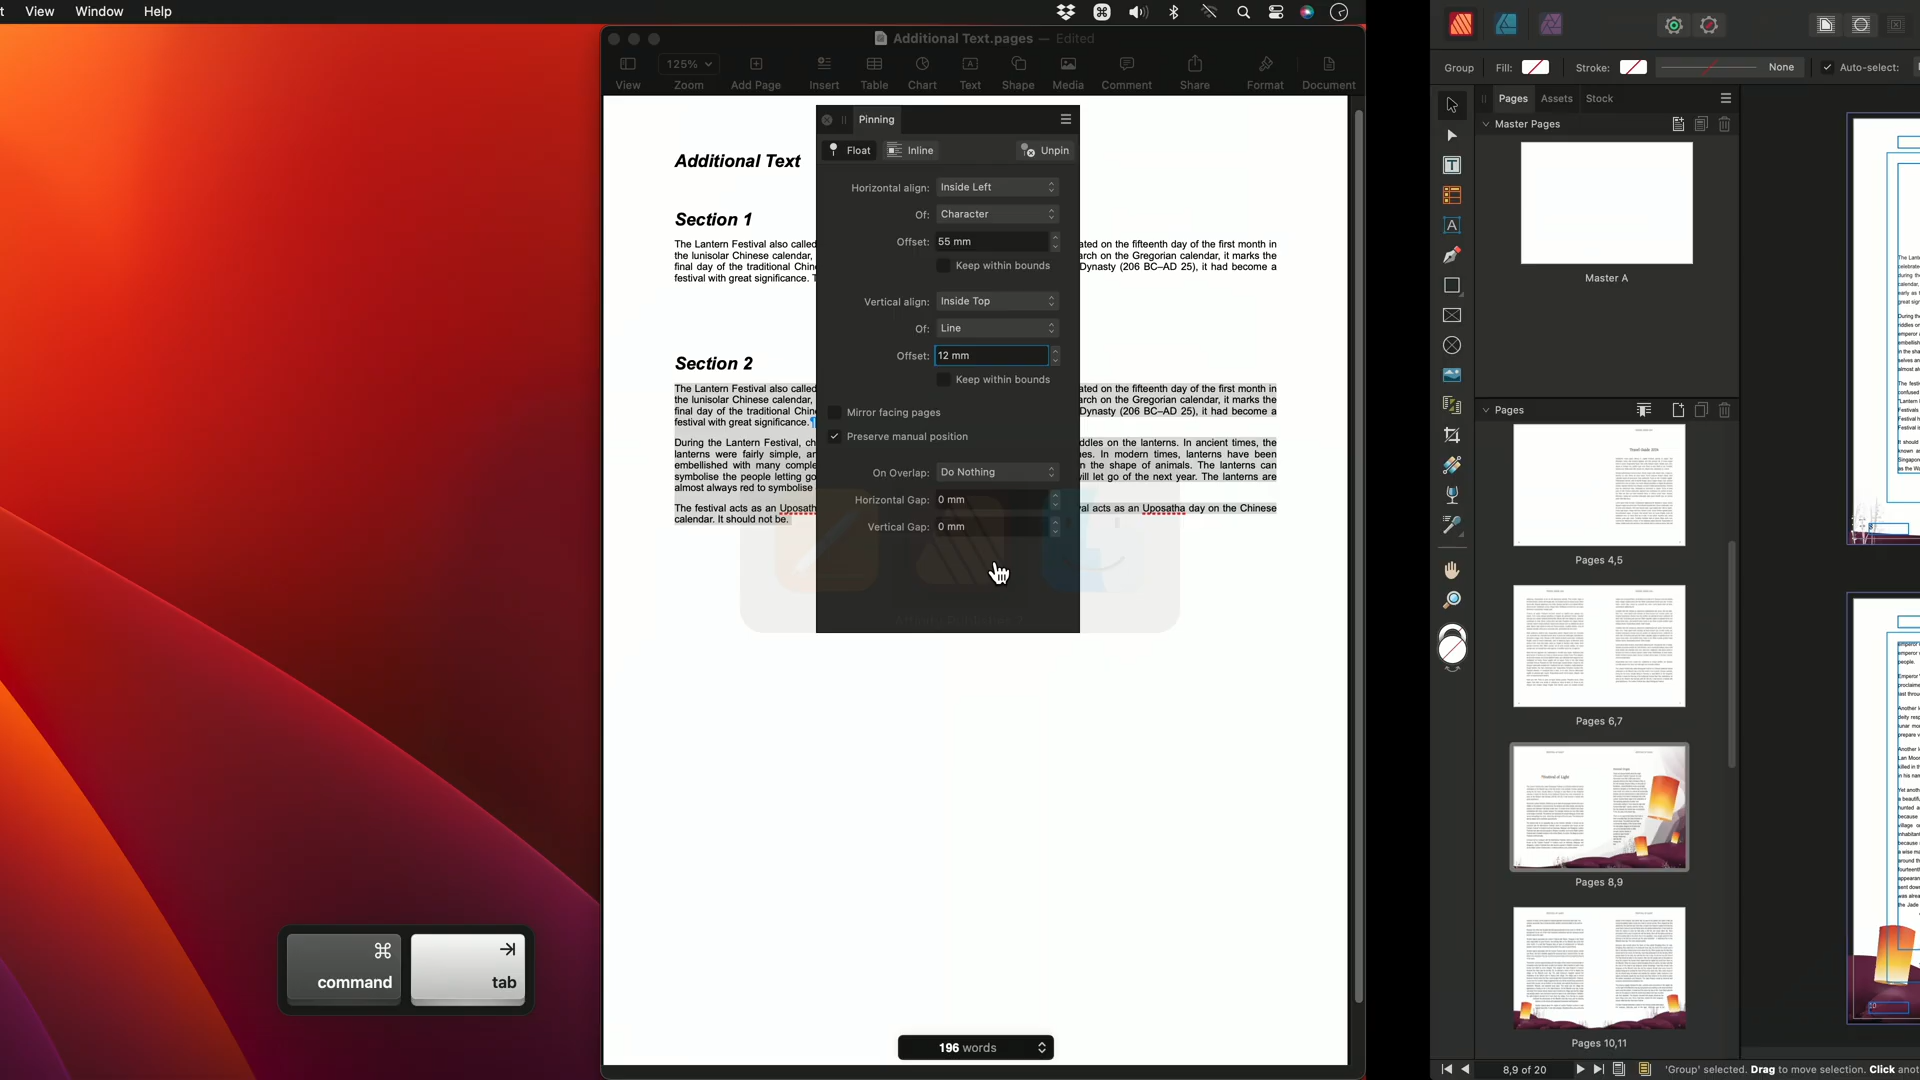 View Window Help
Additional Text.pages — Edited
125%
View Zoom Add Page Insert Table Chart Text Shape Media Comment Share Format Document
Additional Text
Section 1
The Lantern Festival also called
ated on the fifteenth day of the first month in
the lunisolar Chinese calendar,
arch on the Gregorian calendar, it marks the
final day of the traditional Chin
Dynasty (206 BC–AD 25), it had become a
festival with great significance. T
Section 2
The Lantern Festival also called
ated on the fifteenth day of the first month in
the lunisolar Chinese calendar,
arch on the Gregorian calendar, it marks the
final day of the traditional Chin
Dynasty (206 BC–AD 25), it had become a
festival with great significance.¶
During the Lantern Festival, ch
ddles on the lanterns. In ancient times, the
lanterns were fairly simple, an
es. In modern times, lanterns have been
embellished with many comple
n the shape of animals. The lanterns can
symbolise the people letting go
will let go of the next year. The lanterns are
almost always red to symbolise
The festival acts as an Uposath
al acts as an Uposatha day on the Chinese
calendar. It should not be.
196 words
Pinning
Float Inline Unpin
Horizontal align: Inside Left
Of: Character
Offset: 55 mm
Keep within bounds
Vertical align: Inside Top
Of: Line
Offset: 12 mm
Keep within bounds
Mirror facing pages
Preserve manual position
On Overlap: Do Nothing
Horizontal Gap: 0 mm
Vertical Gap: 0 mm
⌘
command
tab
Group Fill: Stroke: None Auto-select:
Pages Assets Stock
Master Pages
Master A
Pages
Pages 4,5
Pages 6,7
Pages 8,9
Pages 10,11
8,9 of 20
'Group' selected. Drag to move selection. Click anot